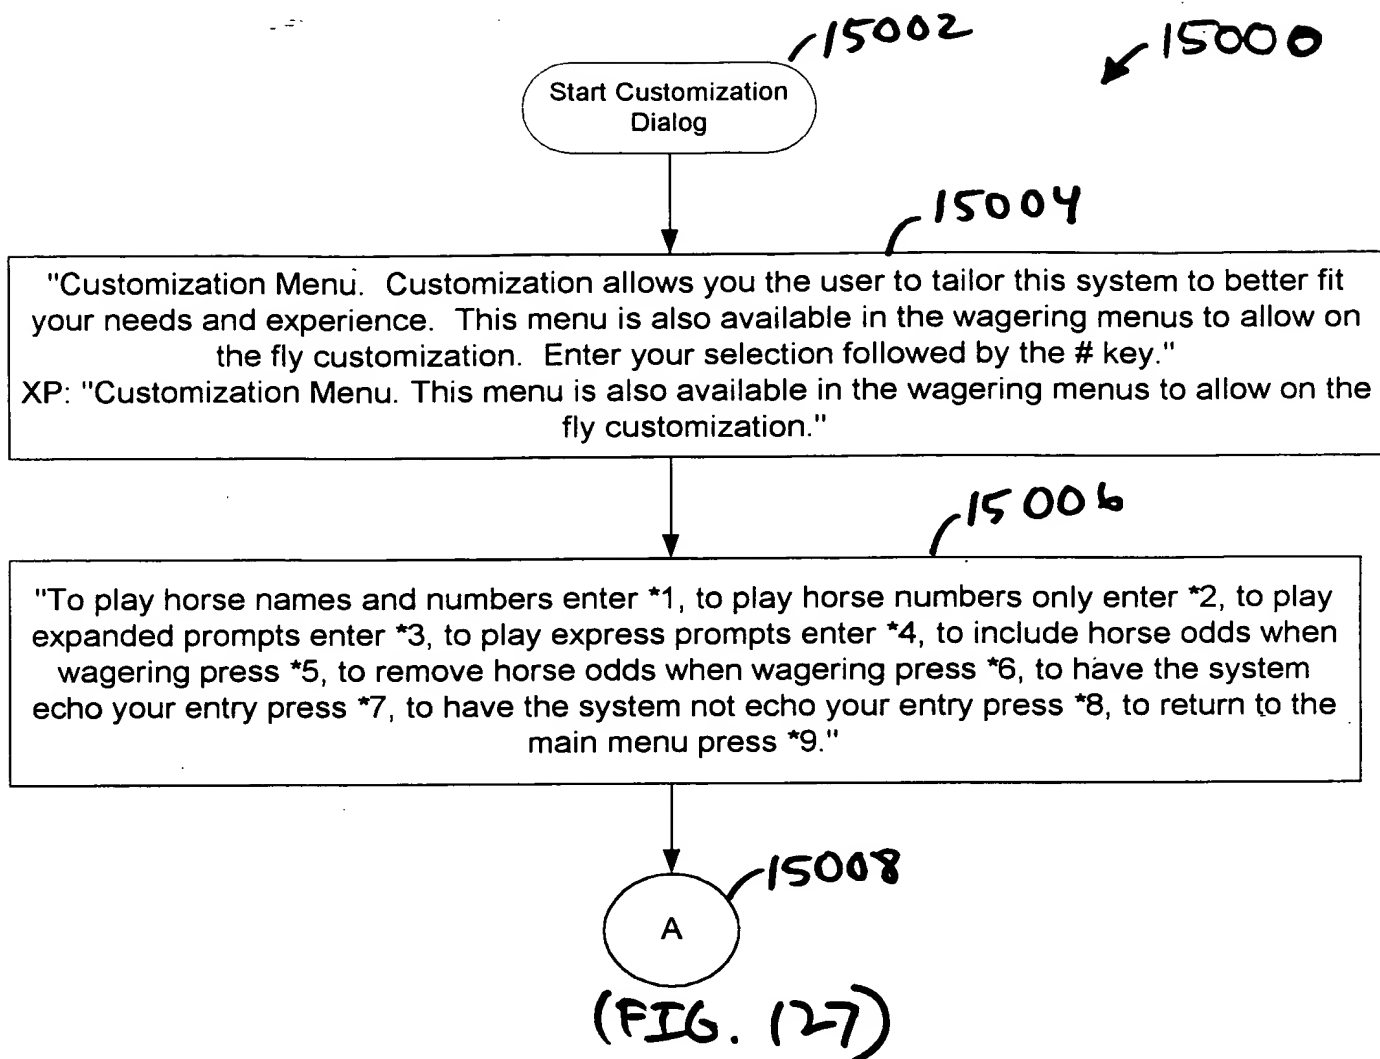 15002
15000
Start Customization
Dialog
15004
"Customization Menu. Customization allows you the user to tailor this system to better fit
your needs and experience. This menu is also available in the wagering menus to allow on
the fly customization. Enter your selection followed by the # key."
XP: "Customization Menu. This menu is also available in the wagering menus to allow on the
fly customization."
15006
"To play horse names and numbers enter *1, to play horse numbers only enter *2, to play
expanded prompts enter *3, to play express prompts enter *4, to include horse odds when
wagering press *5, to remove horse odds when wagering press *6, to have the system
echo your entry press *7, to have the system not echo your entry press *8, to return to the
main menu press *9."
15008
A
(FIG. 127)